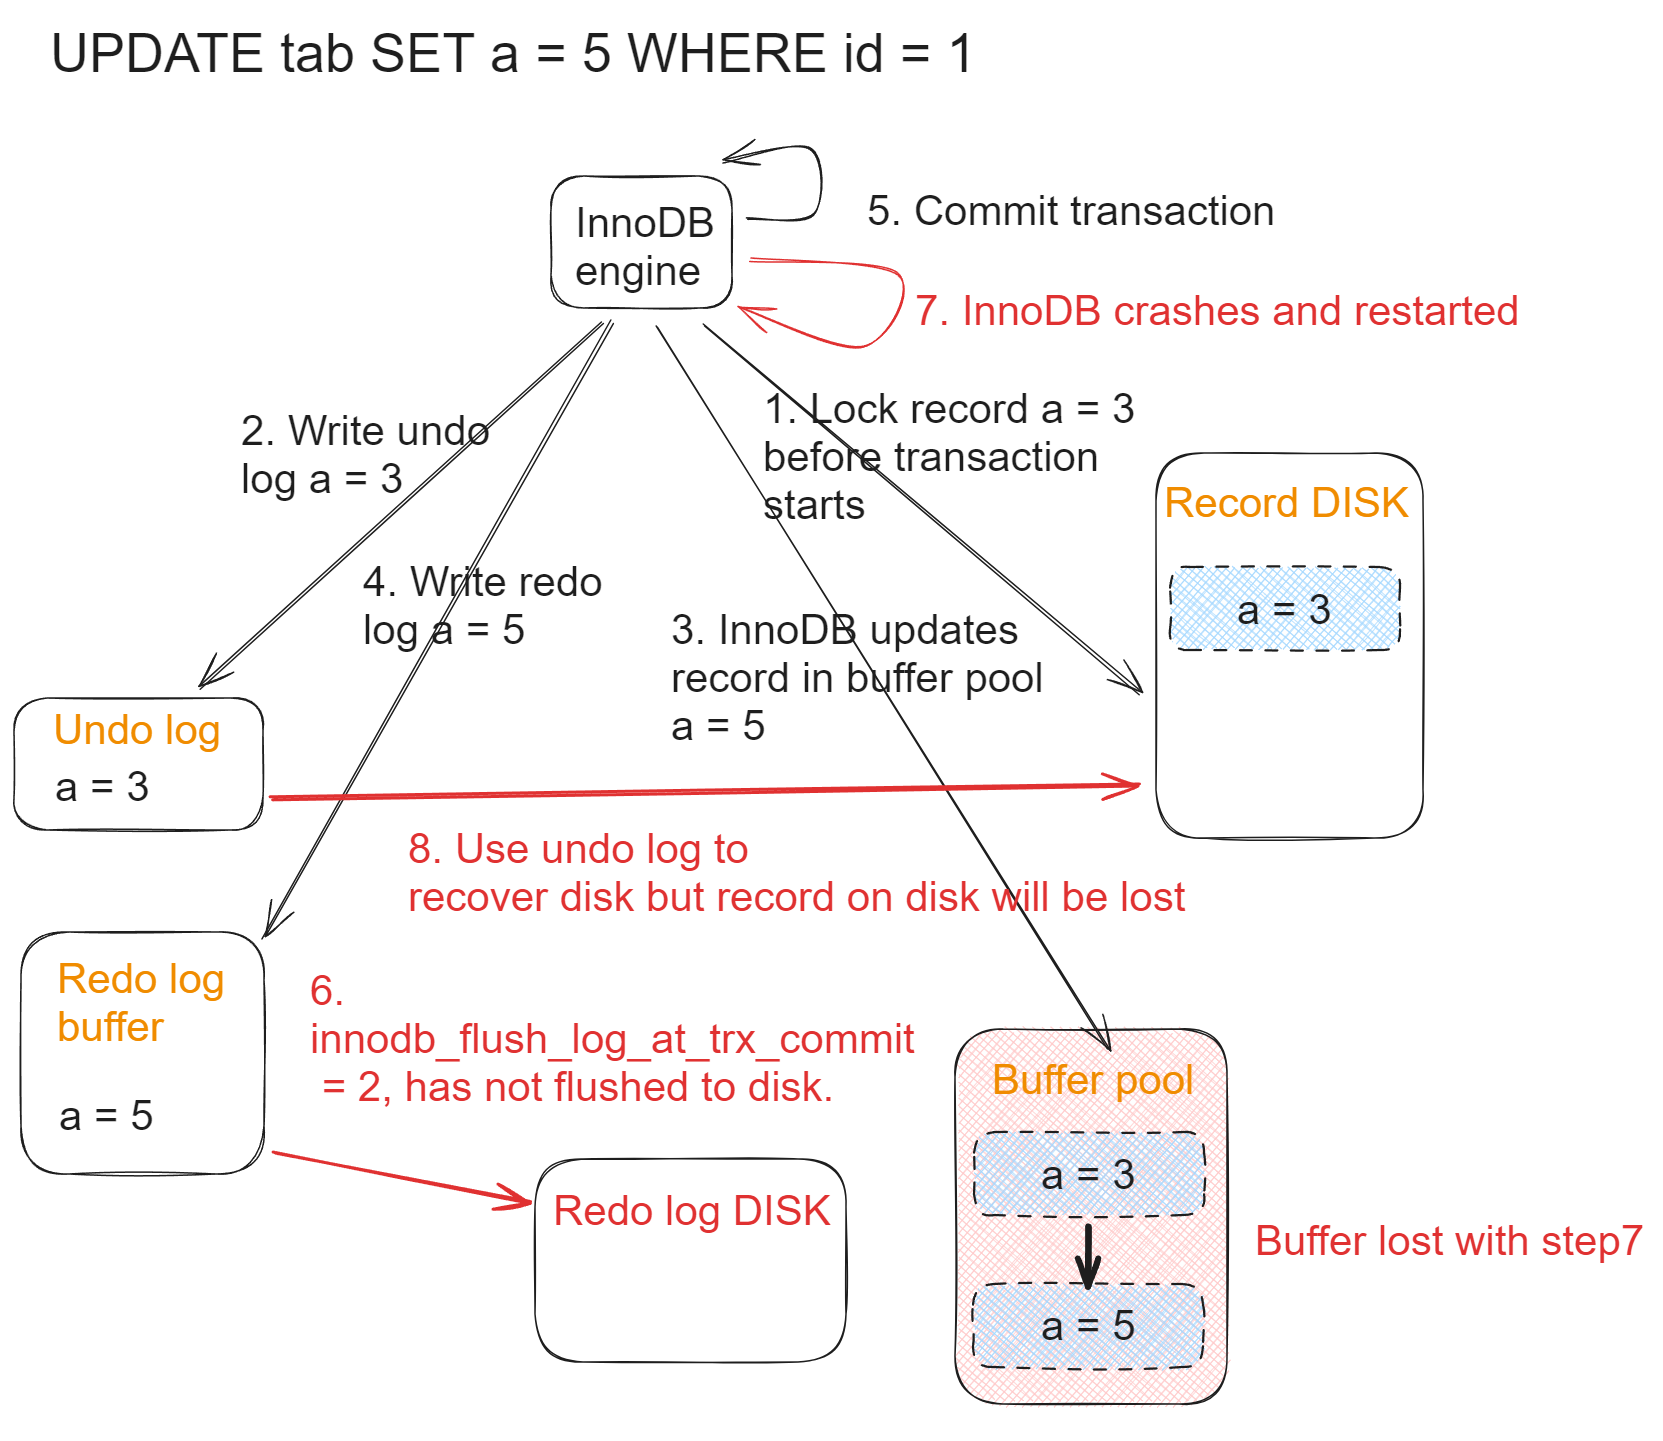 UPDATE tab SET a = 5 WHERE id = 1
InnoDB
engine
5. Commit transaction
7. InnoDB crashes and restarted
1. Lock record a = 3
before transaction
starts
2. Write undo
log a = 3
Record DISK
a = 3
4. Write redo
log a = 5
3. InnoDB updates
record in buffer pool
a = 5
Undo log
a = 3
8. Use undo log to
recover disk but record on disk will be lost
Redo log
buffer
a = 5
6.
innodb_flush_log_at_trx_commit
= 2, has not flushed to disk.
Redo log DISK
Buffer pool
a = 3
a = 5
Buffer lost with step7